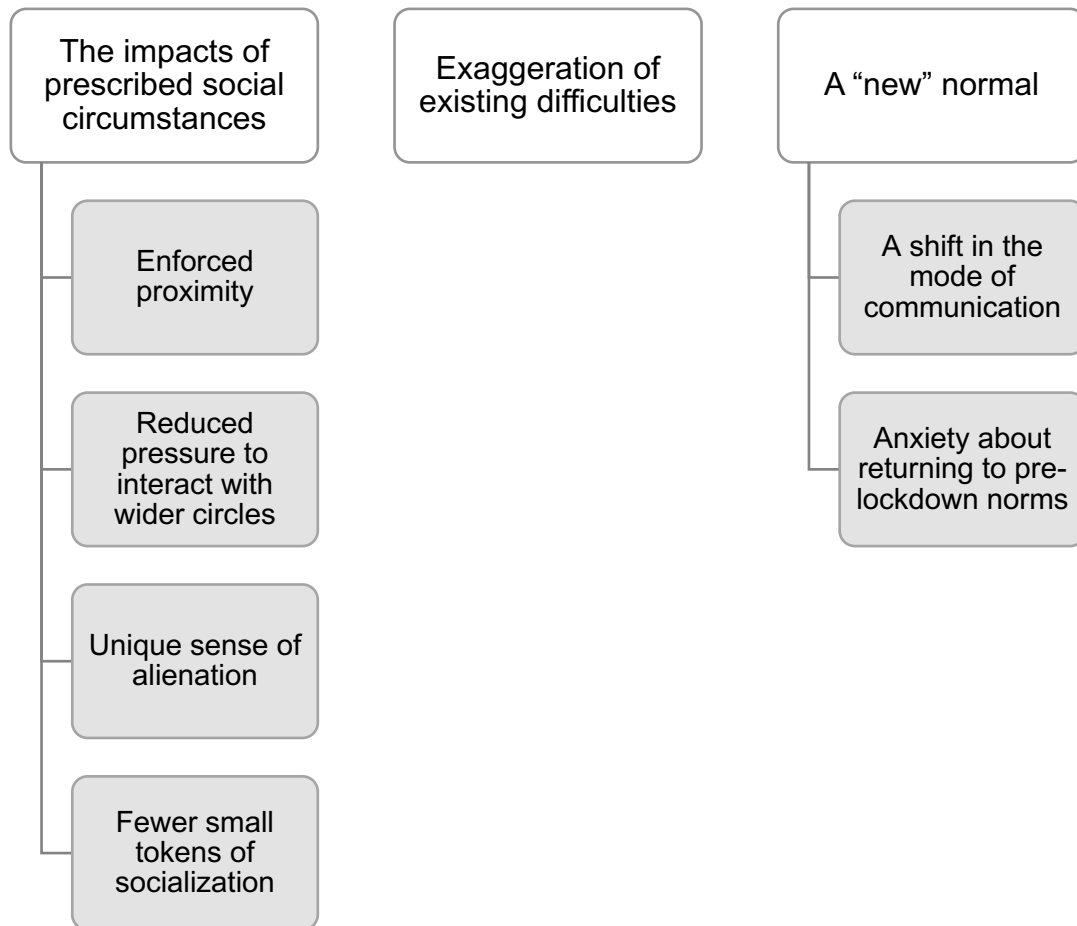 The impacts of
prescribed social
circumstances
Enforced
proximity
Reduced
pressure to
interact with
wider circles
Unique sense of
alienation
Fewer small
tokens of
socialization
Exaggeration of
existing difficulties
A “new” normal
A shift in the
mode of
communication
Anxiety about
returning to pre-
lockdown norms